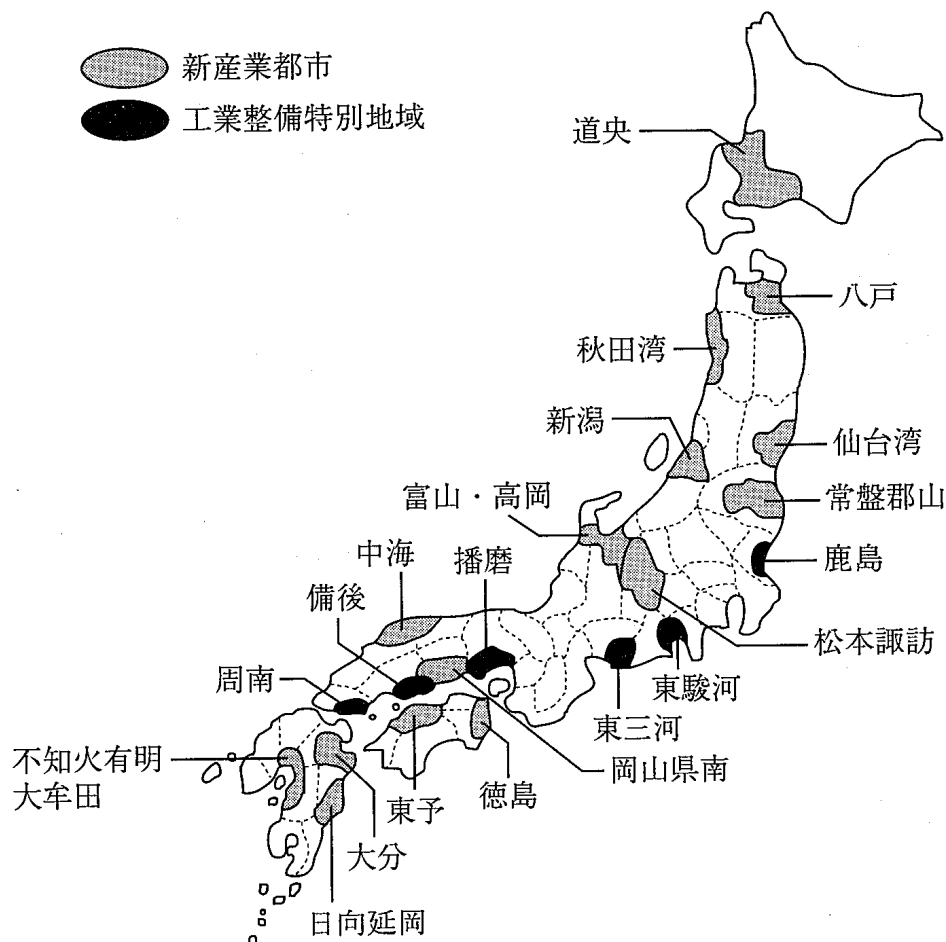 新産業都市
工業整備特別地域
道央
八戸
秋田湾
新潟
仙台湾
富山・高岡
常盤郡山
中海
播磨
鹿島
備後
松本諏訪
周南
東駿河
東三河
不知火有明
大牟田
岡山県南
徳島
東予
大分
日向延岡